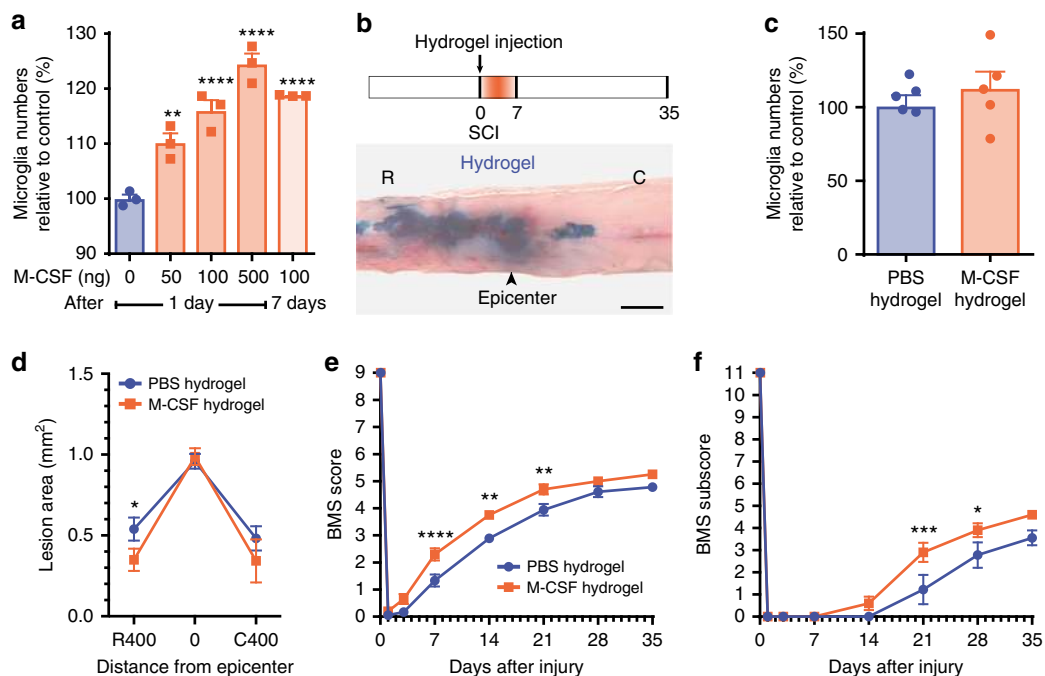 a
Microglia numbers
relative to control (%)
130
120
110
100
90
**
****
****
****
M-CSF (ng)
0
50
100
500
100
After
1 day
7 days
b
Hydrogel injection
0
7
35
SCI
Hydrogel
R
C
Epicenter
c
Microglia numbers
relative to control (%)
150
100
50
0
PBS
hydrogel
M-CSF
hydrogel
d
Lesion area (mm²)
1.5
1.0
0.5
0.0
PBS hydrogel
M-CSF hydrogel
*
R400
0
C400
Distance from epicenter
e
BMS score
9
8
7
6
5
4
3
2
1
0
****
**
**
PBS hydrogel
M-CSF hydrogel
0
7
14
21
28
35
Days after injury
f
BMS subscore
11
10
9
8
7
6
5
4
3
2
1
0
***
*
0
7
14
21
28
35
Days after injury